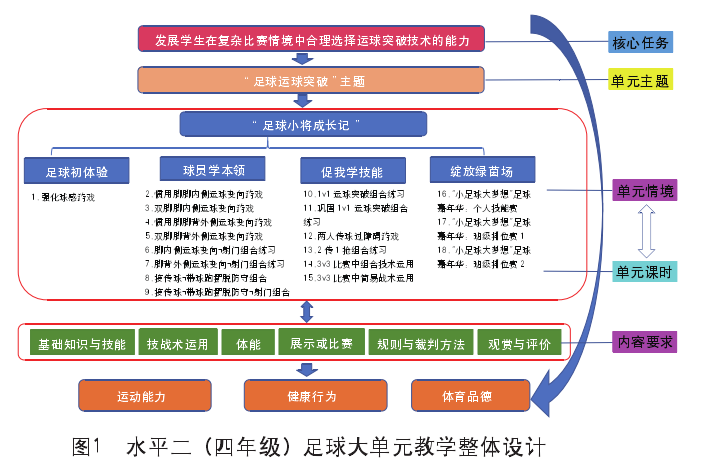 发展学生在复杂比赛情境中合理选择运球突破技术的能力
核心任务
“足球运球突破”主题
单元主题
“足球小将成长记”
足球初体验
球员学本领
促我学技能
绽放绿茵场
1.强化球感游戏
2.惯用脚脚内侧运球变向游戏
3.双脚脚内侧运球变向游戏
4.惯用脚脚背外侧运球变向游戏
5.双脚脚背外侧运球变向游戏
6.脚内侧运球变向+射门组合练习
7.脚背外侧运球变向+射门组合练习
8.接传球+带球跑摆脱防守组合
9.接传球+带球跑摆脱防守+射门组合
10.1v1运球突破组合练习
11.巩固1v1运球突破组合
练习
12.两人传球过障碍游戏
13.2传1抢组合练习
14.3v3比赛中组合技术运用
15.3v3比赛中简易战术运用
16.“小足球大梦想”足球
嘉年华：个人技能赛
17.“小足球大梦想”足球
嘉年华：班级排位赛1
18.“小足球大梦想”足球
嘉年华：班级排位赛2
单元情境
单元课时
基础知识与技能
技战术运用
体能
展示或比赛
规则与裁判方法
观赏与评价
内容要求
运动能力
健康行为
体育品德
图1 水平二（四年级）足球大单元教学整体设计